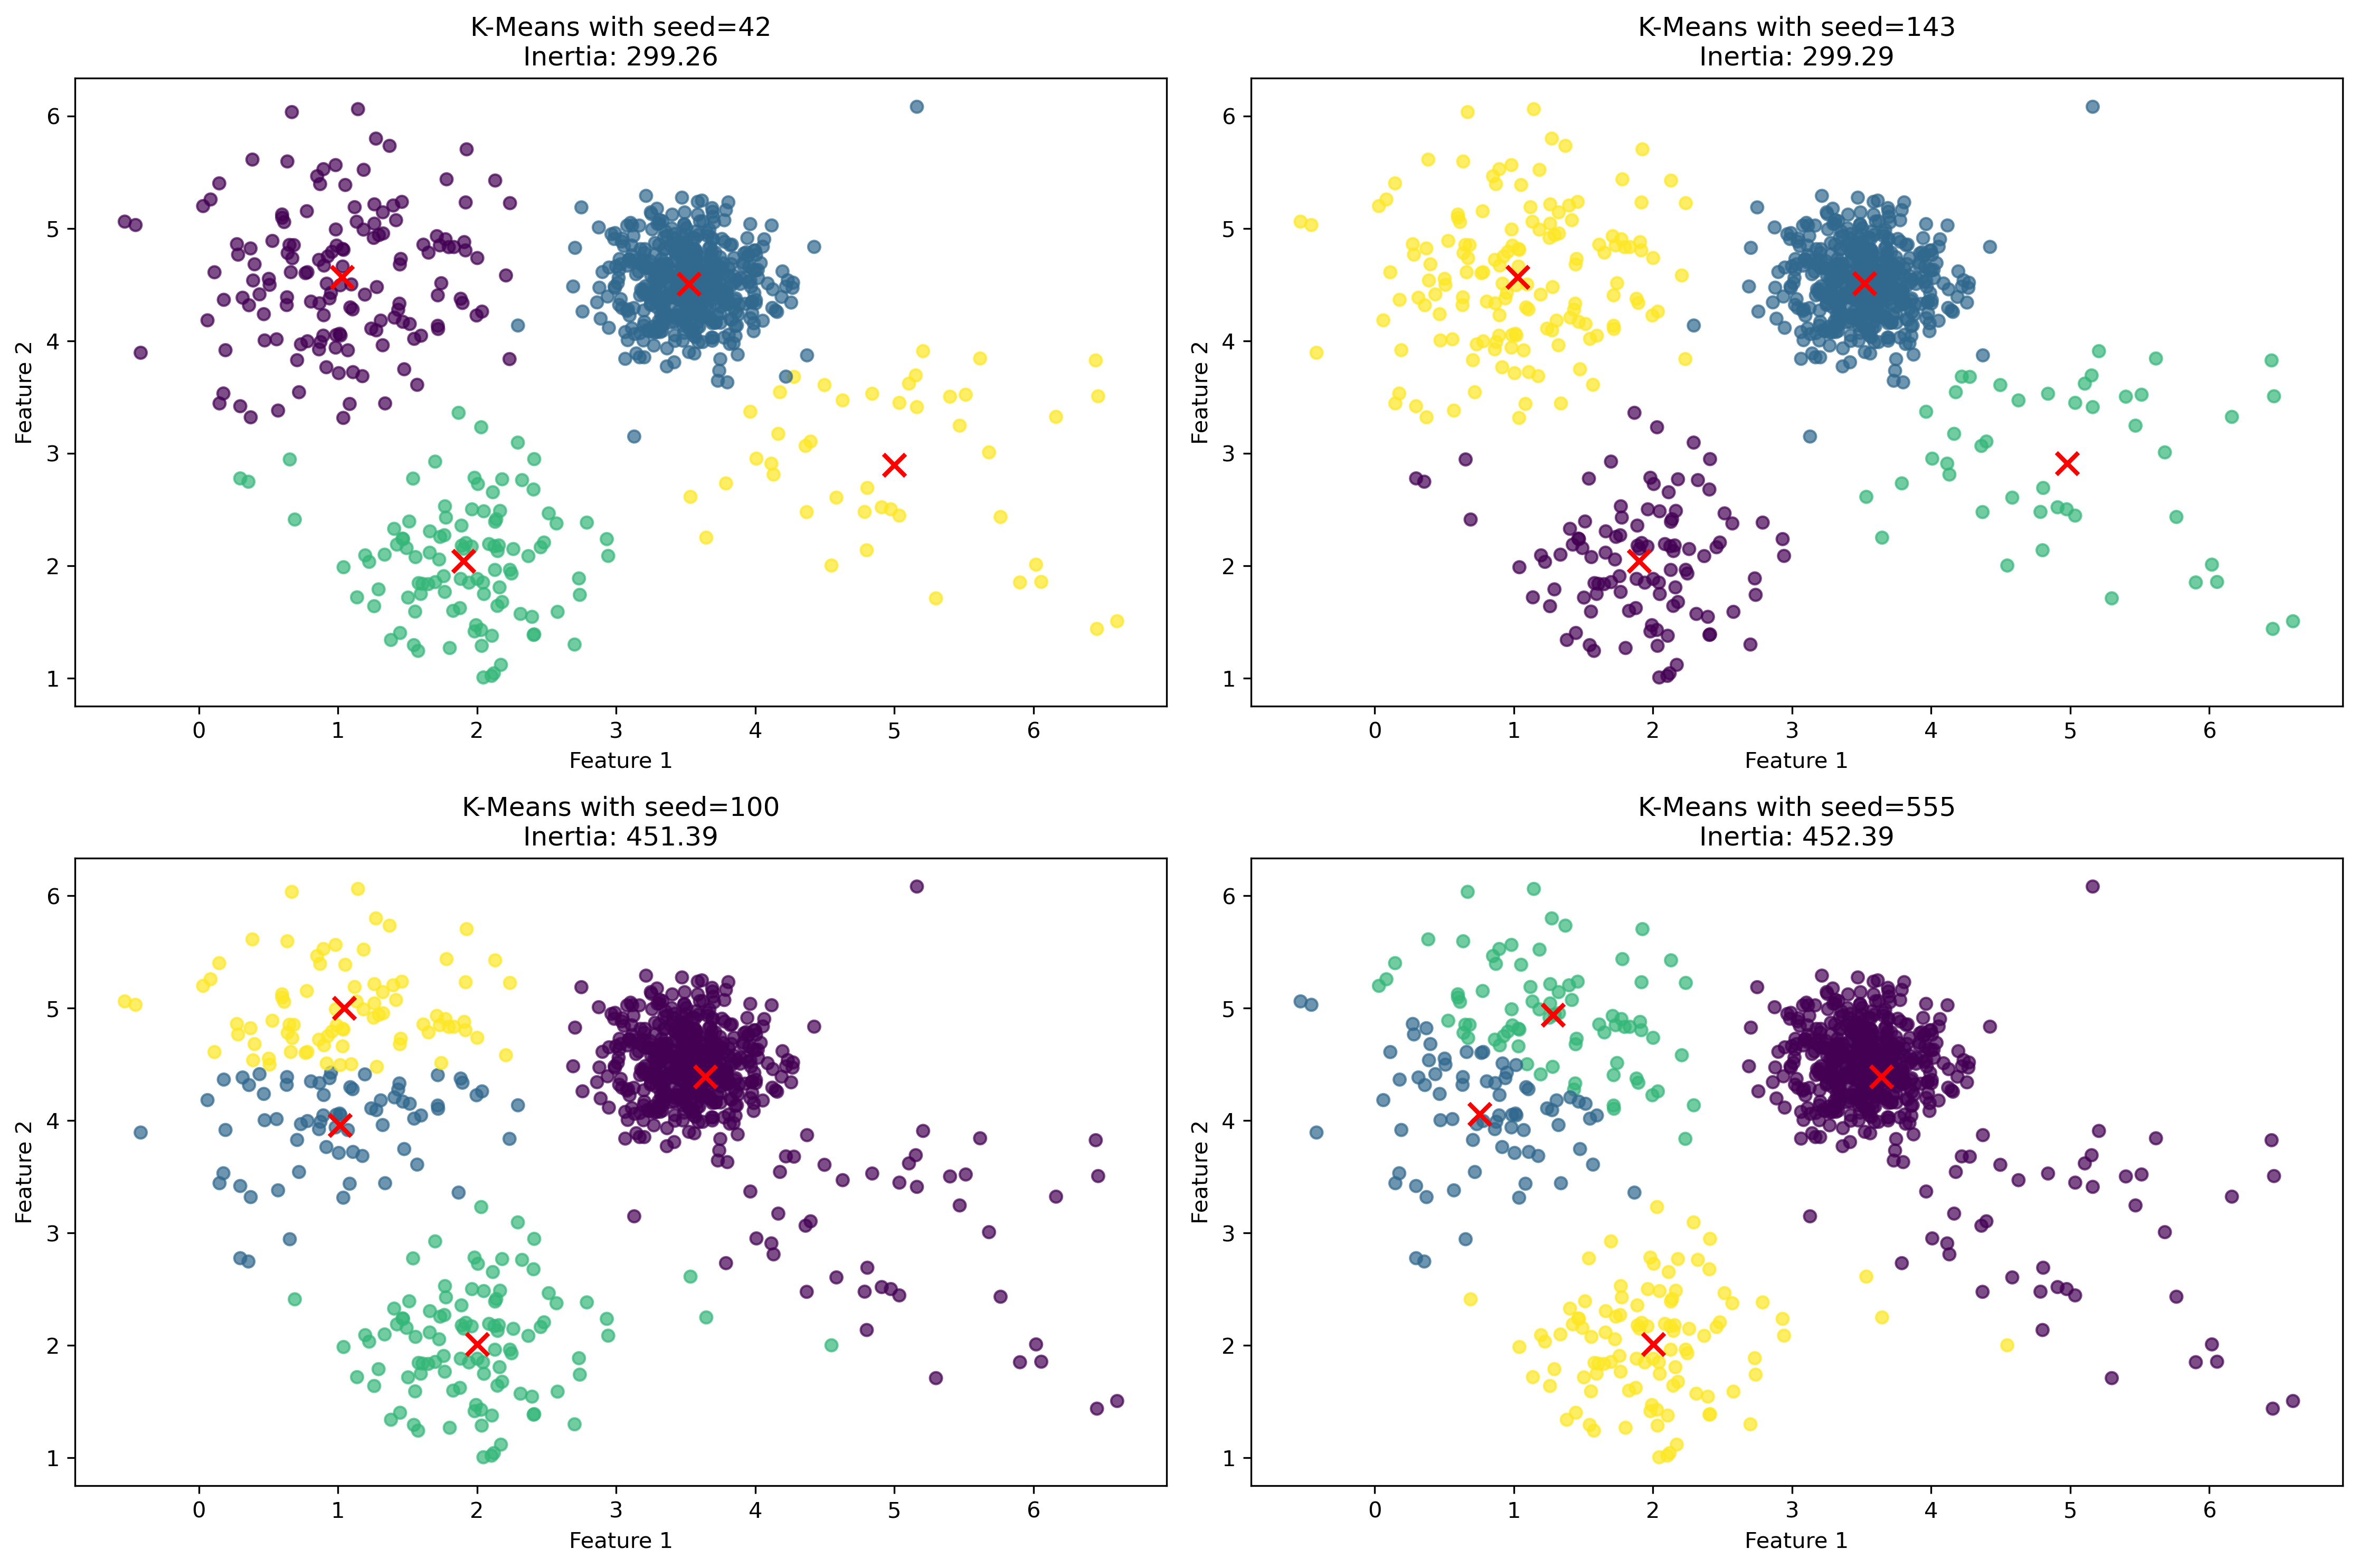 K-Means with seed=42
Inertia: 299.26
6
5
4
3
2
1
Feature 2
0 1 2 3 4 5 6
Feature 1
K-Means with seed=143
Inertia: 299.29
6
5
4
3
2
1
Feature 2
0 1 2 3 4 5 6
Feature 1
K-Means with seed=100
Inertia: 451.39
6
5
4
3
2
1
Feature 2
0 1 2 3 4 5 6
Feature 1
K-Means with seed=555
Inertia: 452.39
6
5
4
3
2
1
Feature 2
0 1 2 3 4 5 6
Feature 1